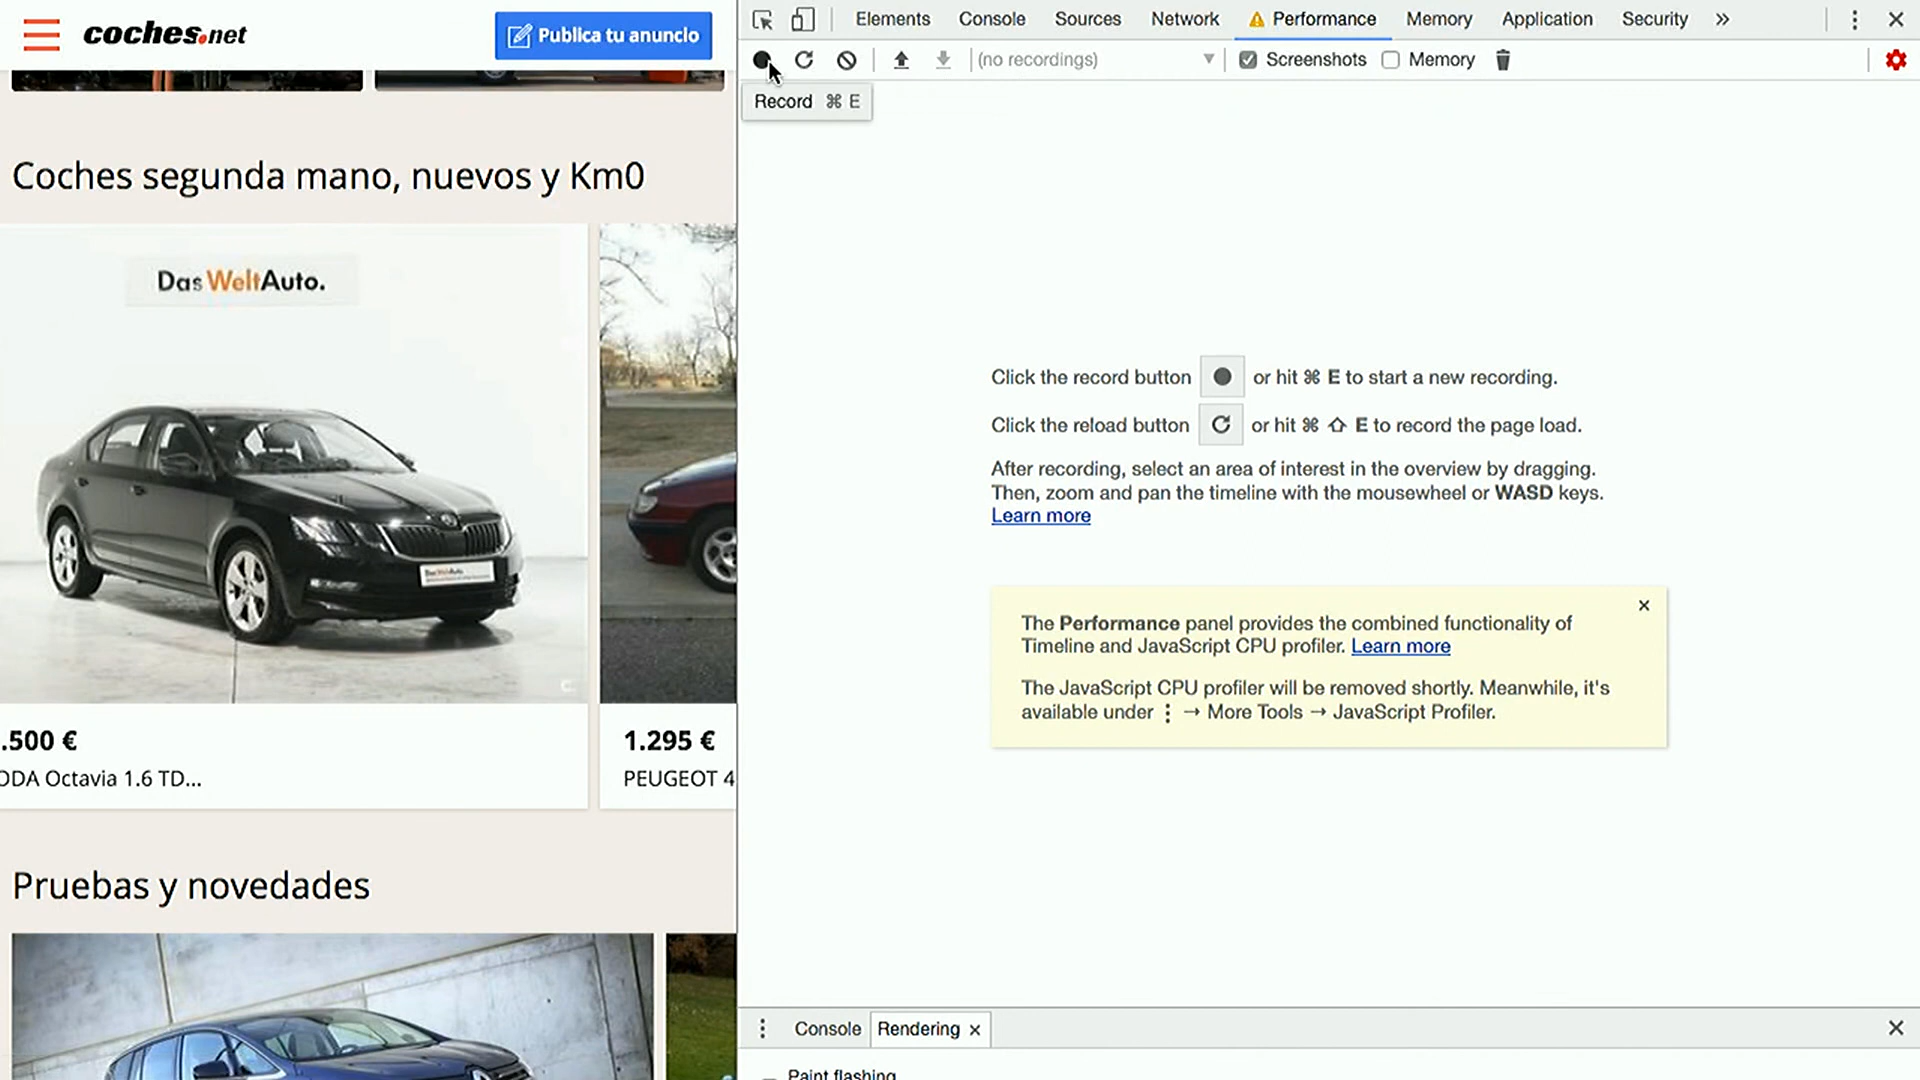 coches.net
Publica tu anuncio
Elements Console Sources Network Performance Memory Application Security »
(no recordings) Screenshots Memory
Record ⌘ E
Coches segunda mano, nuevos y Km0
Das WeltAuto.
Click the record button or hit ⌘ E to start a new recording.
Click the reload button or hit ⌘ ⇧ E to record the page load.
After recording, select an area of interest in the overview by dragging.
Then, zoom and pan the timeline with the mousewheel or WASD keys.
Learn more
The Performance panel provides the combined functionality of
Timeline and JavaScript CPU profiler. Learn more
The JavaScript CPU profiler will be removed shortly. Meanwhile, it's
available under ⋮ → More Tools → JavaScript Profiler.
.500 €
ODA Octavia 1.6 TD...
1.295 €
PEUGEOT 4
Pruebas y novedades
Console Rendering
Paint flashing